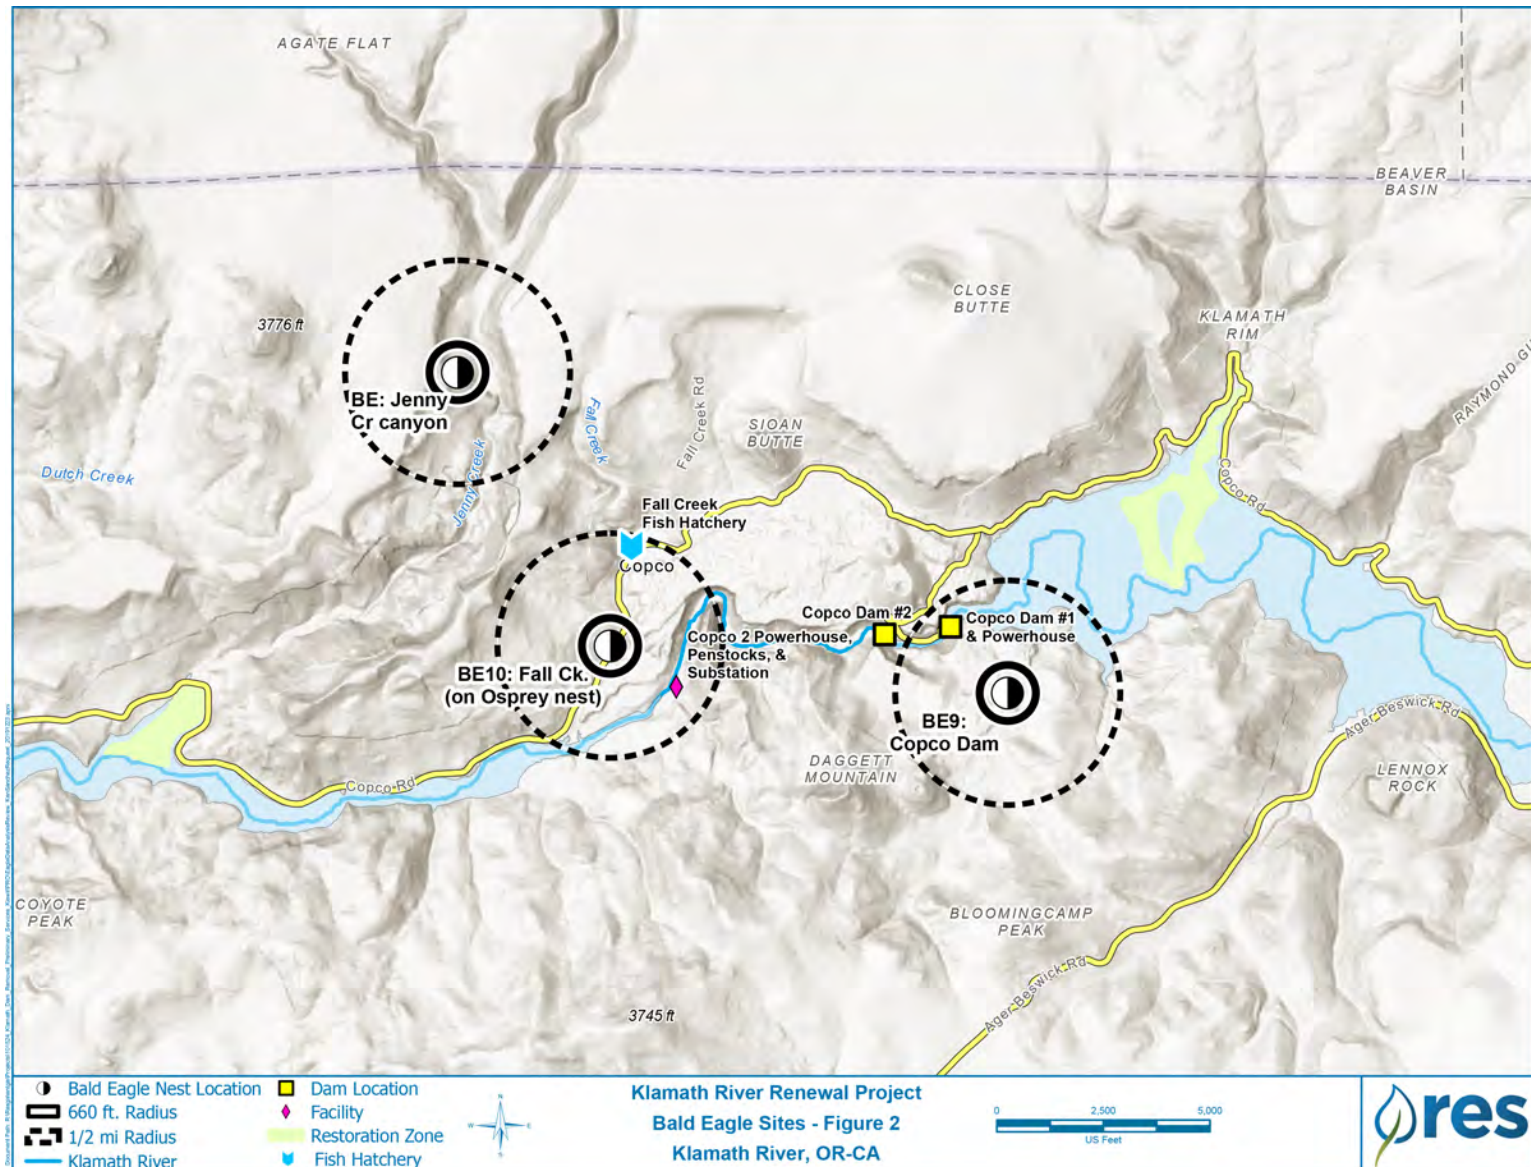 AGATE FLAT
BEAVER
BASIN
CLOSE
BUTTE
KLAMATH
RIM
3776 ft
BE: Jenny
Cr canyon
Fall Creek
Fall Creek Rd
SIOAN
BUTTE
Dutch Creek
Jenny Creek
Copco Rd
Fall Creek
Fish Hatchery
Copco
Copco Dam #2
Copco Dam #1
& Powerhouse
Copco 2 Powerhouse,
Penstocks, &
Substation
BE10: Fall Ck.
(on Osprey nest)
BE9:
Copco Dam
Ager Beswick Rd
DAGGETT
MOUNTAIN
LENNOX
ROCK
Copco Rd
COYOTE
PEAK
BLOOMINGCAMP
PEAK
Ager Beswick Rd
3745 ft
Bald Eagle Nest Location
660 ft. Radius
1/2 mi Radius
Klamath River
Dam Location
Facility
Restoration Zone
Fish Hatchery
N
W
E
S
Klamath River Renewal Project
Bald Eagle Sites - Figure 2
Klamath River, OR-CA
0 2,500 5,000
US Feet
res